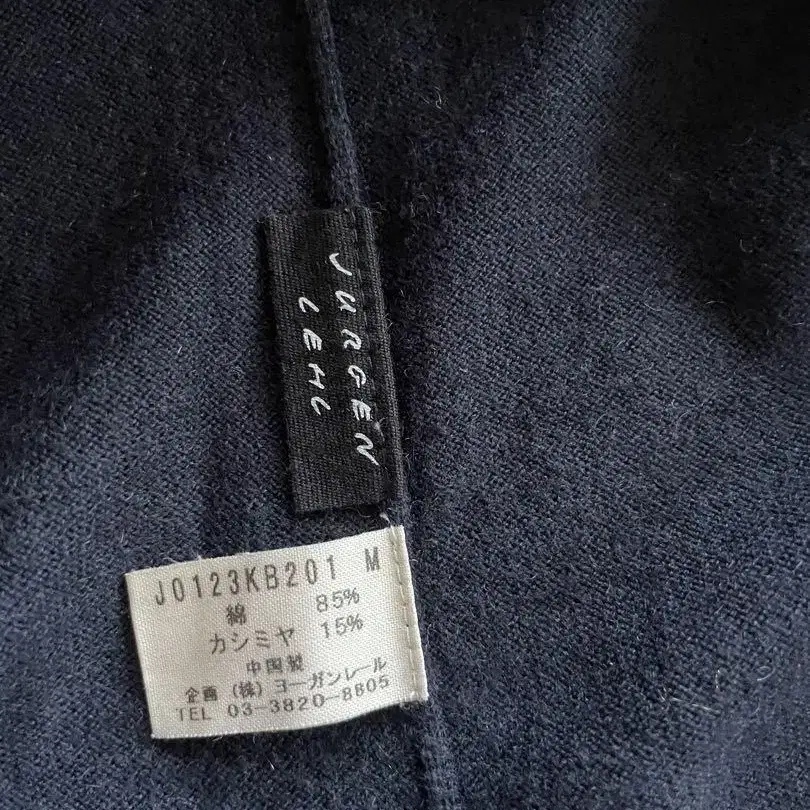 JURGEN
LEHL
J0123KB201 M
綿 85%
カシミヤ 15%
中国製
企画 (株) ヨーガンレール
TEL 03-3820-8805